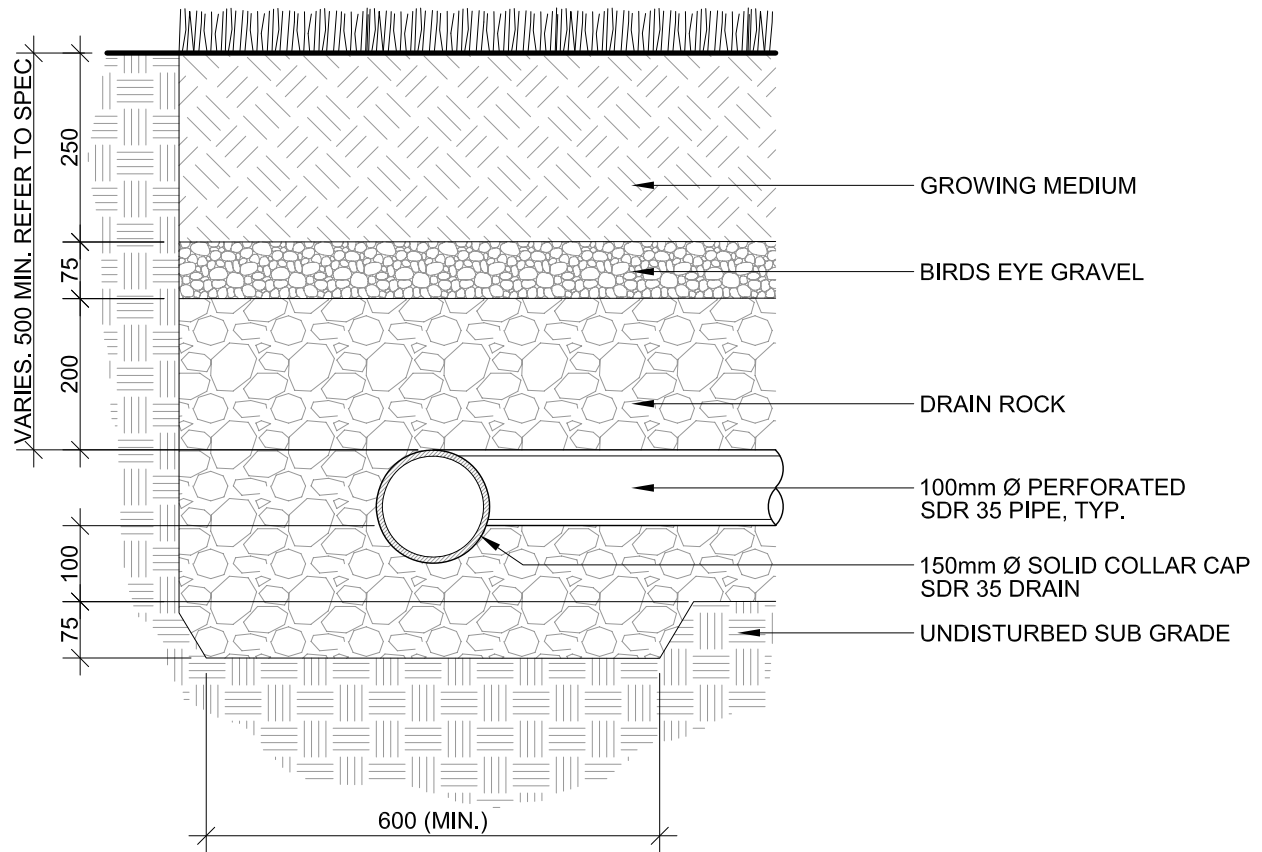 VARIES. 500 MIN. REFER TO SPEC
250
75
200
100
75
600 (MIN.)
GROWING MEDIUM
BIRDS EYE GRAVEL
DRAIN ROCK
100mm Ø PERFORATED
SDR 35 PIPE, TYP.
150mm Ø SOLID COLLAR CAP
SDR 35 DRAIN
UNDISTURBED SUB GRADE